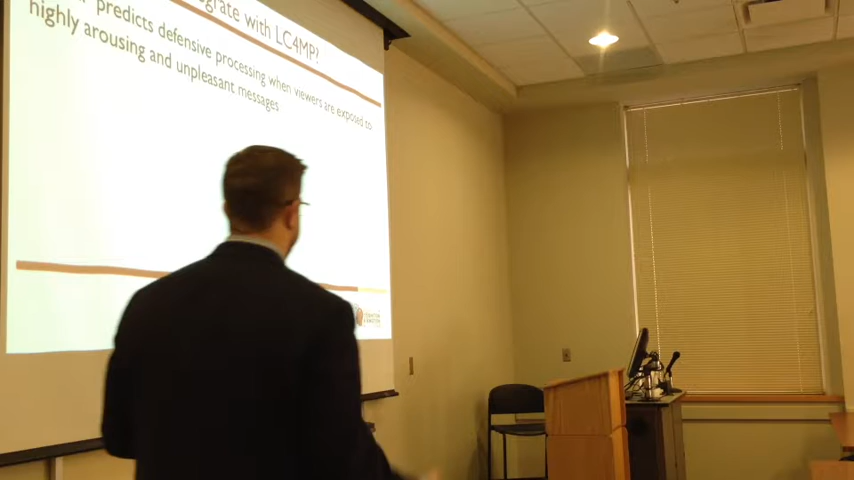 grate with LC4MP?
predicts defensive processing when viewers are exposed to
highly arousing and unpleasant messages